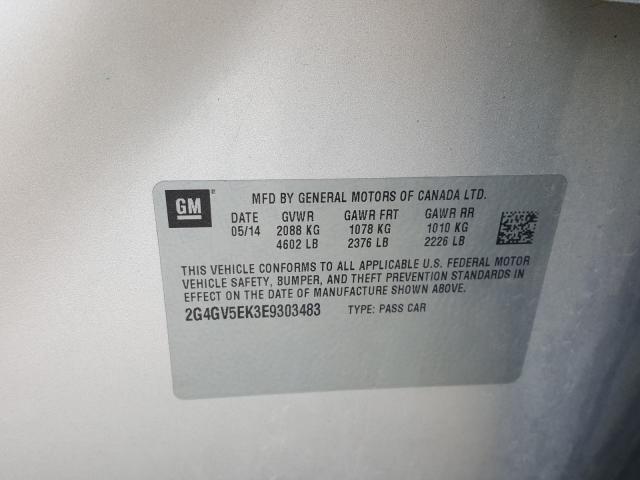 GM ®
MFD BY GENERAL MOTORS OF CANADA LTD.
DATE GVWR GAWR FRT GAWR RR
05/14 2088 KG 1078 KG 1010 KG
4602 LB 2376 LB 2226 LB
THIS VEHICLE CONFORMS TO ALL APPLICABLE U.S. FEDERAL MOTOR
VEHICLE SAFETY, BUMPER, AND THEFT PREVENTION STANDARDS IN
EFFECT ON THE DATE OF MANUFACTURE SHOWN ABOVE.
2G4GV5EK3E9303483 TYPE: PASS CAR